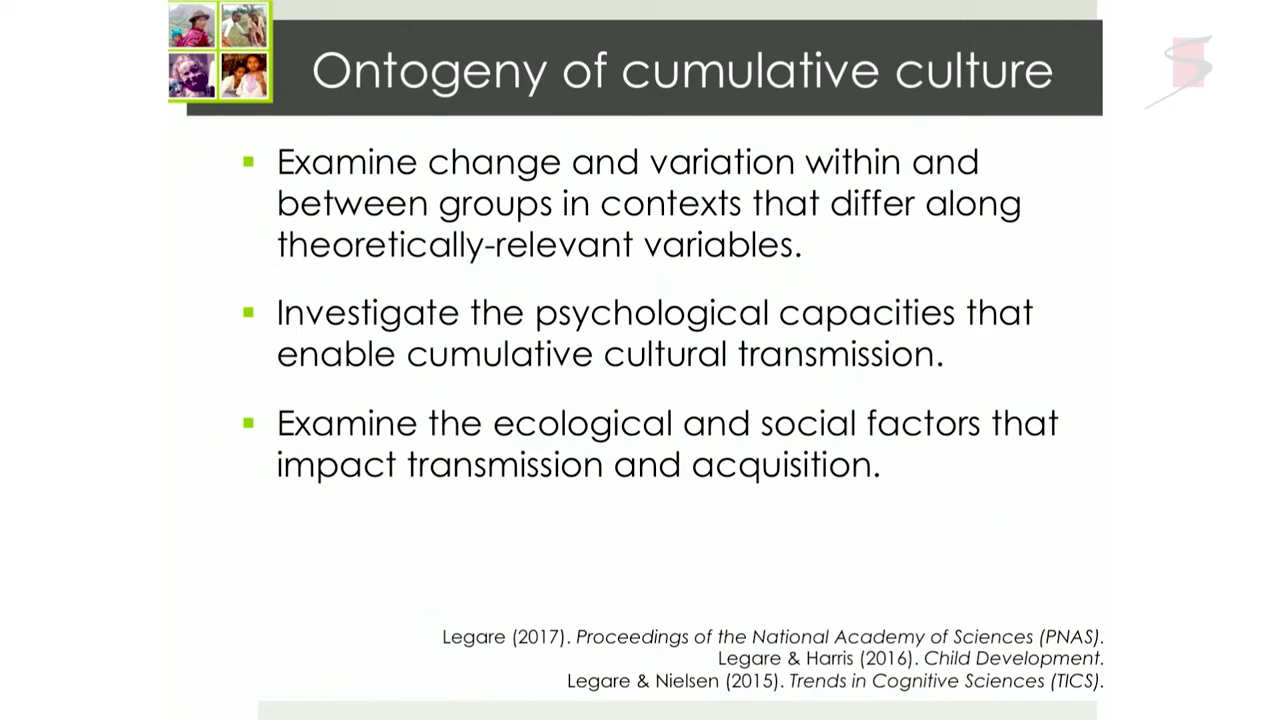 Ontogeny of cumulative culture
▪ Examine change and variation within and
between groups in contexts that differ along
theoretically-relevant variables.
▪ Investigate the psychological capacities that
enable cumulative cultural transmission.
▪ Examine the ecological and social factors that
impact transmission and acquisition.
Legare (2017). Proceedings of the National Academy of Sciences (PNAS).
Legare & Harris (2016). Child Development.
Legare & Nielsen (2015). Trends in Cognitive Sciences (TICS).